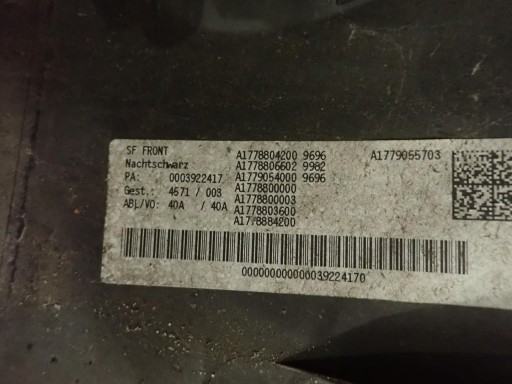 SF FRONT A1778804200 9696 A1779055703
Nachtschwarz A1778806602 9982
PA: 0003922417 A1779054000 9696
Gest.: 4571 / 003 A1778800000
ABL/VO: 40A / 40A A1778800003
A1778803600
A1778884200
000000000000039224170